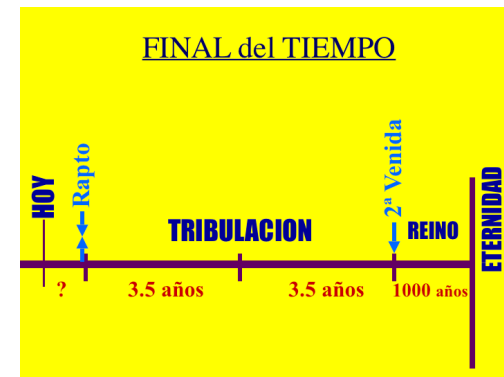 FINAL del TIEMPO
HOY
Rapto
TRIBULACION
2ª Venida
REINO
ETERNIDAD
?
3.5 años
3.5 años
1000 años